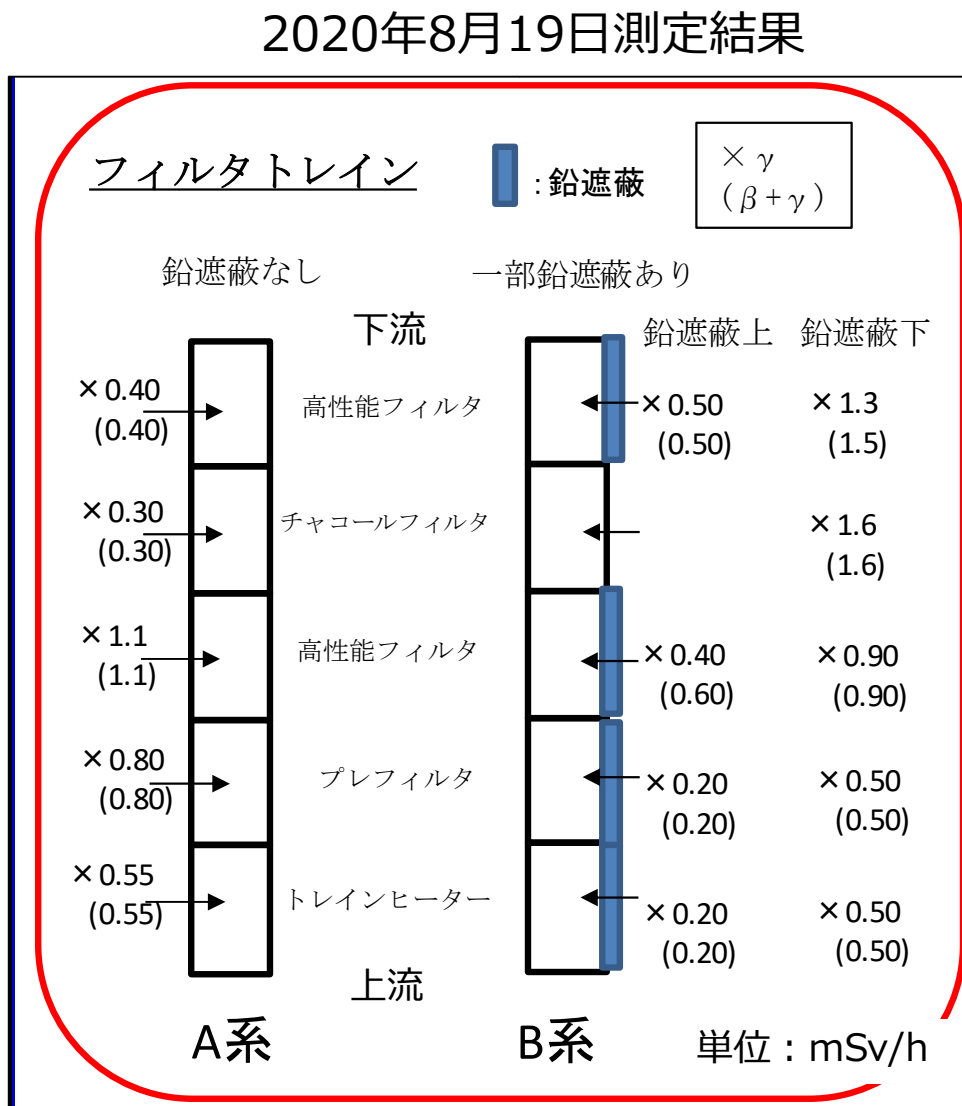 2020年8月19日測定結果
フィルタトレイン
：鉛遮蔽
× γ
(β+γ)
鉛遮蔽なし
一部鉛遮蔽あり
下流
鉛遮蔽上
鉛遮蔽下
× 0.40
(0.40)
高性能フィルタ
× 0.50
(0.50)
× 1.3
(1.5)
× 0.30
(0.30)
チャコールフィルタ
× 1.6
(1.6)
× 1.1
(1.1)
高性能フィルタ
× 0.40
(0.60)
× 0.90
(0.90)
× 0.80
(0.80)
プレフィルタ
× 0.20
(0.20)
× 0.50
(0.50)
× 0.55
(0.55)
トレインヒーター
× 0.20
(0.20)
× 0.50
(0.50)
上流
A系
B系
単位：mSv/h